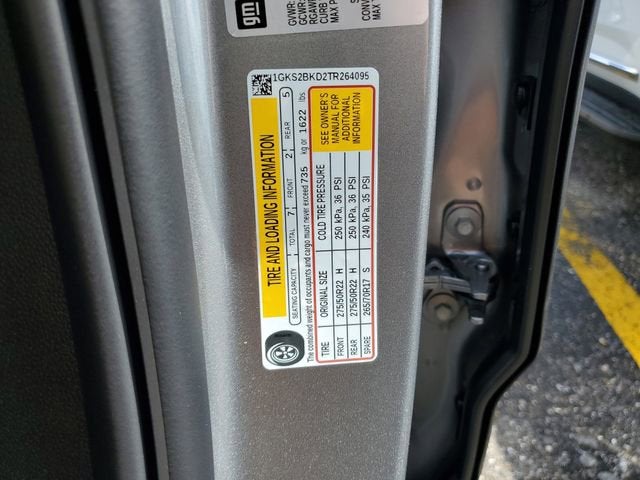 gm
GVWR:
GCWR:
RGAWR
CURB
MAX P
CONV
MAX
1GKS2BKD2TR264095
TIRE AND LOADING INFORMATION
SEATING CAPACITY TOTAL 7 FRONT 2 REAR 5
The combined weight of occupants and cargo must never exceed 735 kg or 1622 lbs
TIRE ORIGINAL SIZE COLD TIRE PRESSURE
FRONT 275/50R22 H 250 kPa, 36 PSI
REAR 275/50R22 H 250 kPa, 36 PSI
SPARE 265/70R17 S 240 kPa, 35 PSI
SEE OWNER'S
MANUAL FOR
ADDITIONAL
INFORMATION